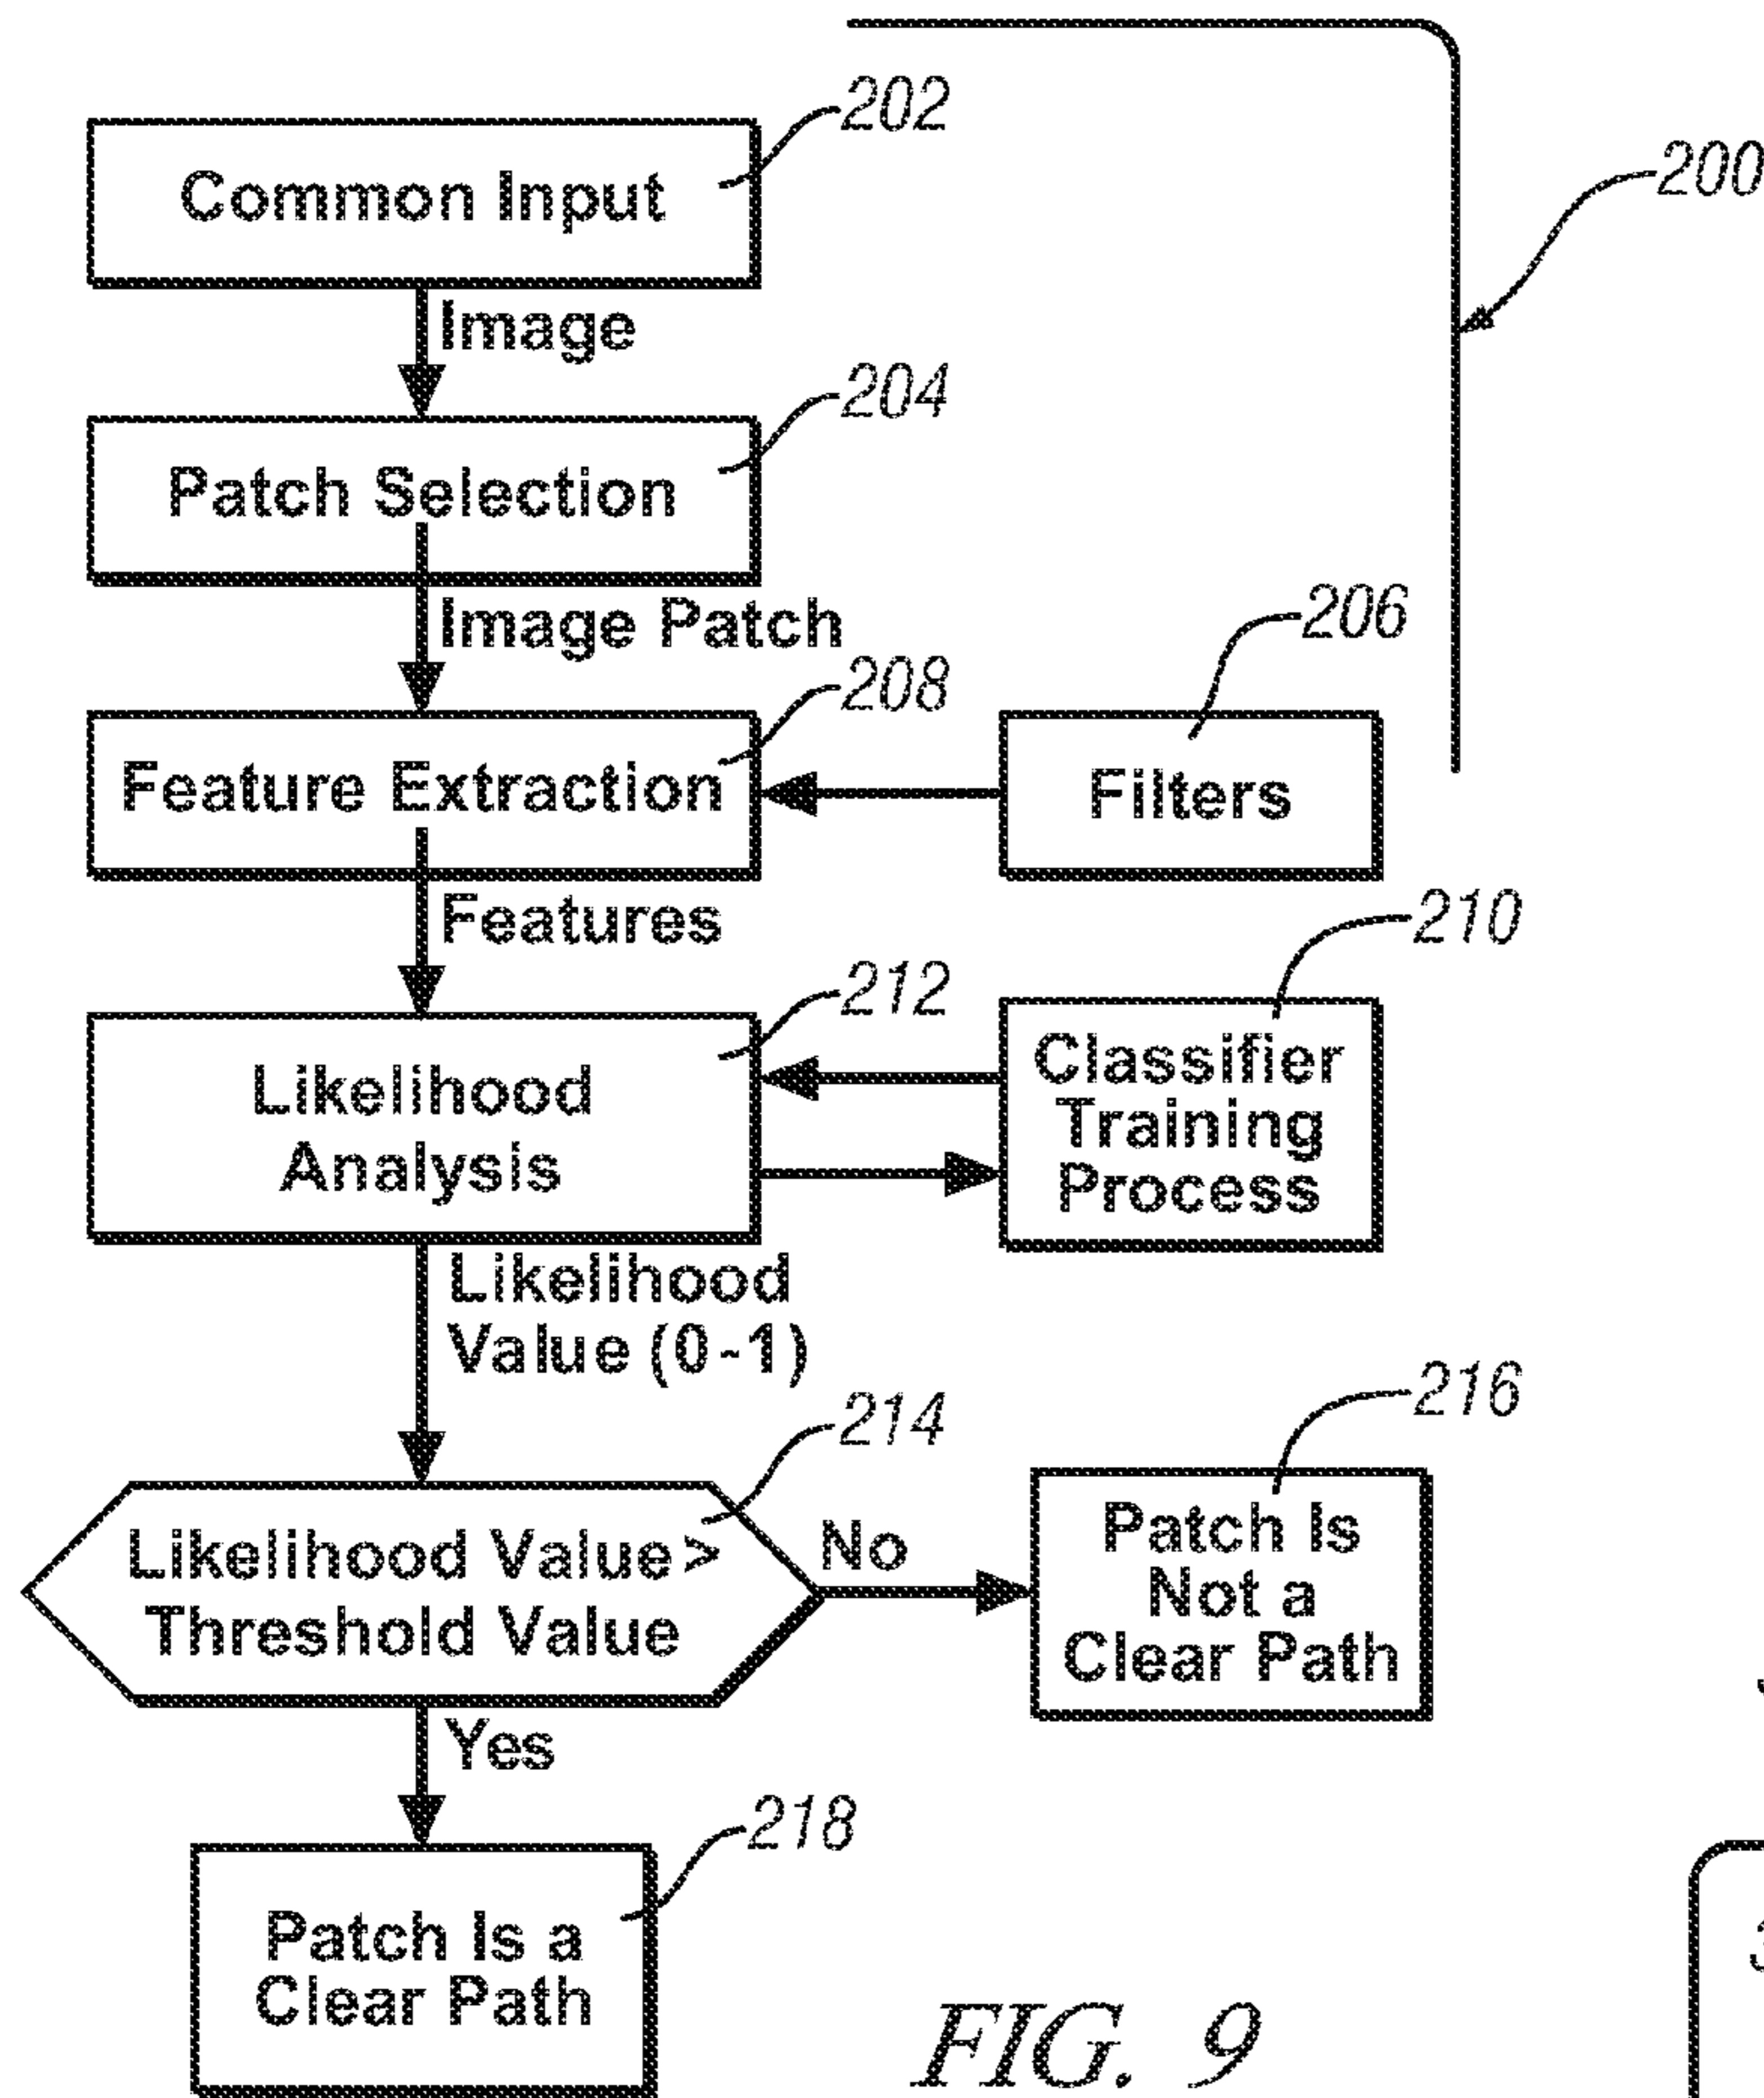 202
Common Input
200
Image
204
Patch Selection
Image Patch
206
208
Feature Extraction
Filters
Features
210
212
Likelihood
Analysis
Classifier
Training
Process
Likelihood
Value (0-1)
214
216
Likelihood Value >
Threshold Value
No
Patch Is
Not a
Clear Path
Yes
218
Patch Is a
Clear Path
FIG. 9